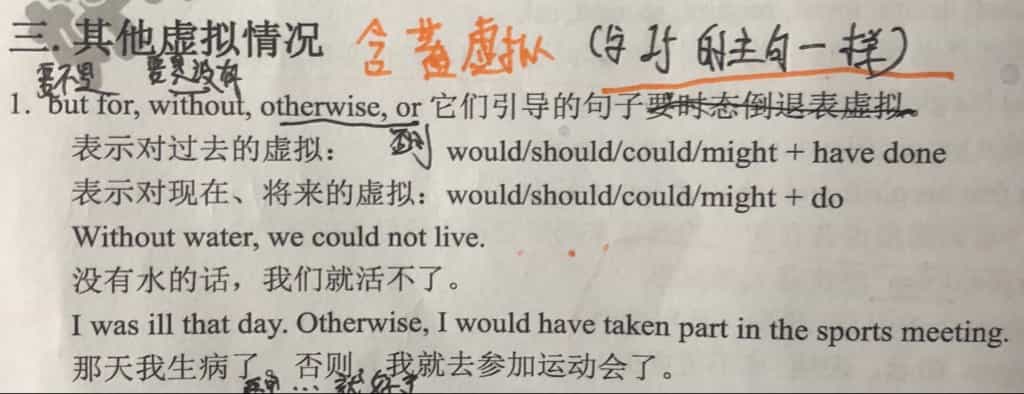 三. 其他虚拟情况 含蓄虚拟 (与 if 的主句一样)
要不是 要是没有
1. but for, without, otherwise, or 它们引导的句子要时态倒退表虚拟。
否则
表示对过去的虚拟： would/should/could/might + have done
表示对现在、将来的虚拟：would/should/could/might + do
Without water, we could not live.
没有水的话，我们就活不了。
I was ill that day. Otherwise, I would have taken part in the sports meeting.
那天我生病了。否则，我就去参加运动会了。
就好了